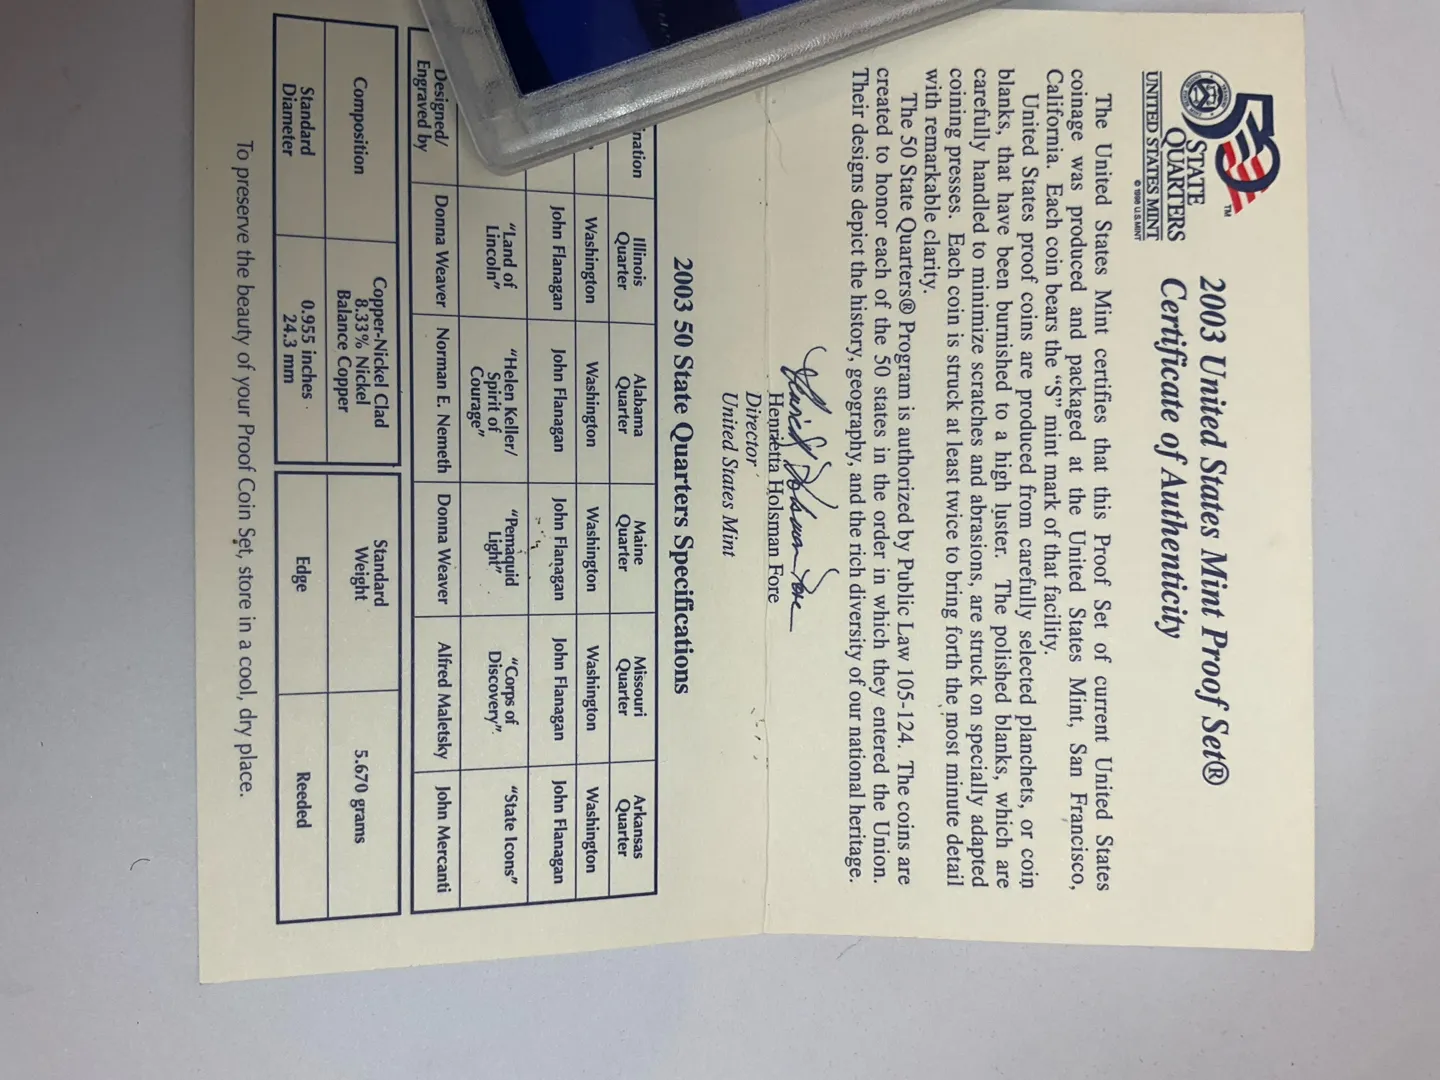 STATE
QUARTERS
UNITED STATES MINT
© 1998 U.S. MINT
TM
2003 United States Mint Proof Set®
Certificate of Authenticity
The United States Mint certifies that this Proof Set of current United States
coinage was produced and packaged at the United States Mint, San Francisco,
California. Each coin bears the “S” mint mark of that facility.
United States proof coins are produced from carefully selected planchets, or coin
blanks, that have been burnished to a high luster. The polished blanks, which are
carefully handled to minimize scratches and abrasions, are struck on specially adapted
coining presses. Each coin is struck at least twice to bring forth the most minute detail
with remarkable clarity.
The 50 State Quarters® Program is authorized by Public Law 105-124. The coins are
created to honor each of the 50 states in the order in which they entered the Union.
Their designs depict the history, geography, and the rich diversity of our national heritage.
Henrietta Holsman Fore
Henrietta Holsman Fore
Director
United States Mint
2003 50 State Quarters Specifications
nation Illinois Quarter Alabama Quarter Maine Quarter Missouri Quarter Arkansas Quarter
Washington Washington Washington Washington Washington
John Flanagan John Flanagan John Flanagan John Flanagan John Flanagan
“Land of Lincoln” “Helen Keller/ Spirit of Courage” “Pemaquid Light” “Corps of Discovery” “State Icons”
Designed/ Engraved by Donna Weaver Norman E. Nemeth Donna Weaver Alfred Maletsky John Mercanti
Composition Copper-Nickel Clad 8.33% Nickel Balance Copper Standard Weight 5.670 grams
Standard Diameter 0.955 inches 24.3 mm Edge Reeded
To preserve the beauty of your Proof Coin Set, store in a cool, dry place.